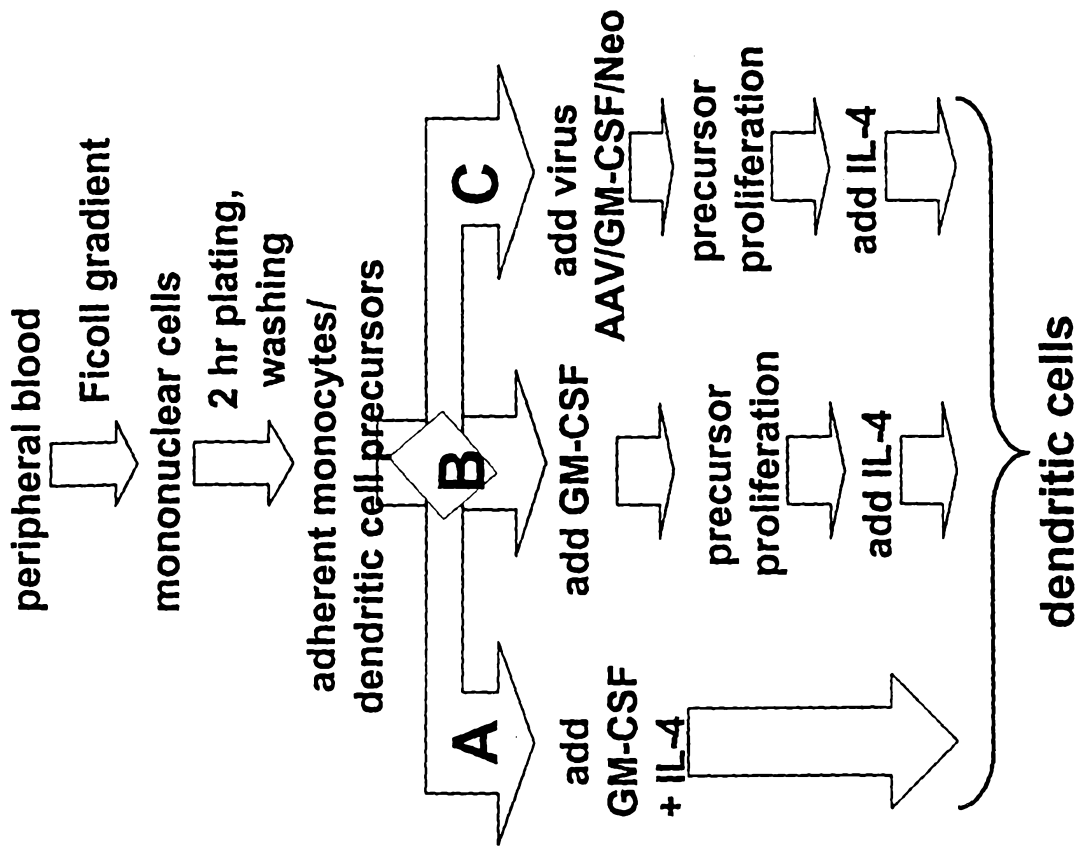 peripheral blood
Ficoll gradient
mononuclear cells
2 hr plating,
washing
adherent monocytes/
dendritic cell precursors
A
add
GM-CSF
+ IL-4
B
add GM-CSF
precursor
proliferation
add IL-4
C
add virus
AAV/GM-CSF/Neo
precursor
proliferation
add IL-4
dendritic cells